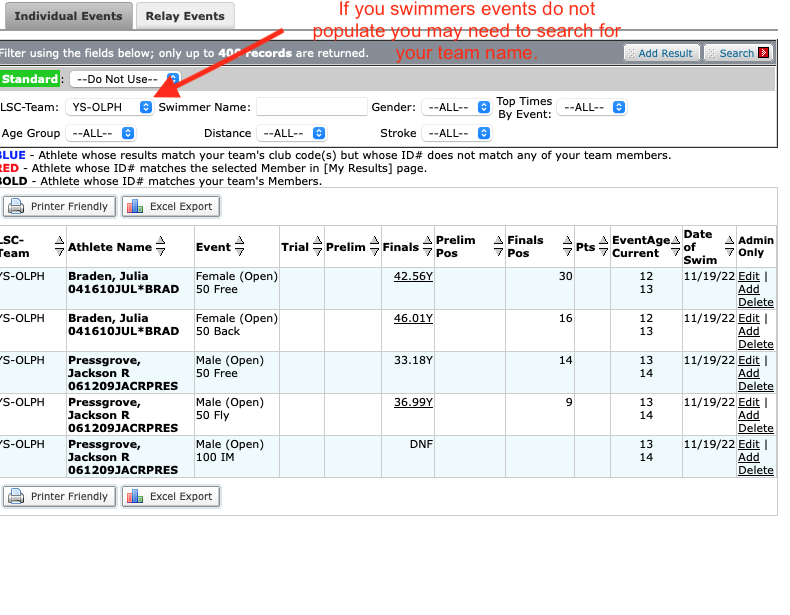 If you swimmers events do not
populate you may need to search for
your team name.
Individual Events
Relay Events
Filter using the fields below; only up to 400 records are returned.
Add Result
Search
Standard: --Do Not Use--
LSC-Team: YS-OLPH Swimmer Name: Gender: --ALL-- Top Times By Event: --ALL--
Age Group --ALL-- Distance --ALL-- Stroke --ALL--
BLUE - Athlete whose results match your team's club code(s) but whose ID# does not match any of your team members.
RED - Athlete whose ID# matches the selected Member in [My Results] page.
BOLD - Athlete whose ID# matches your team's Members.
Printer Friendly Excel Export
LSC-Team Athlete Name Event Trial Prelim Finals Prelim Pos Finals Pos Pts EventAge Current Date of Swim Admin Only
YS-OLPH Braden, Julia Female (Open) 42.56Y 30 12 11/19/22 Edit |
041610JUL*BRAD 50 Free 13 Add
Delete
YS-OLPH Braden, Julia Female (Open) 46.01Y 16 12 11/19/22 Edit |
041610JUL*BRAD 50 Back 13 Add
Delete
YS-OLPH Pressgrove, Male (Open) 33.18Y 14 13 11/19/22 Edit |
Jackson R 50 Free 14 Add
061209JACRPRES Delete
YS-OLPH Pressgrove, Male (Open) 36.99Y 9 13 11/19/22 Edit |
Jackson R 50 Fly 14 Add
061209JACRPRES Delete
YS-OLPH Pressgrove, Male (Open) DNF 13 11/19/22 Edit |
Jackson R 100 IM 14 Add
061209JACRPRES Delete
Printer Friendly Excel Export